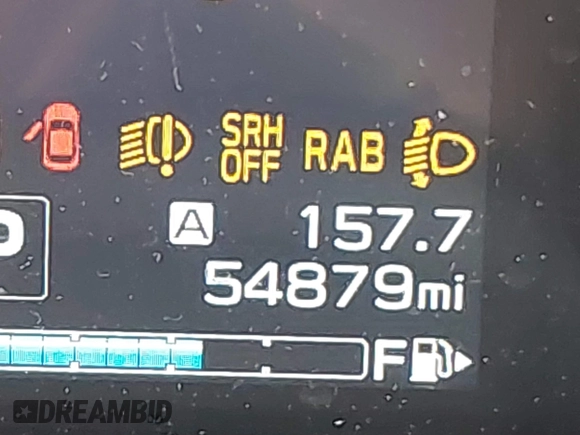 SRH
OFF
RAB
A 157.7
54879mi
F
DREAMBID